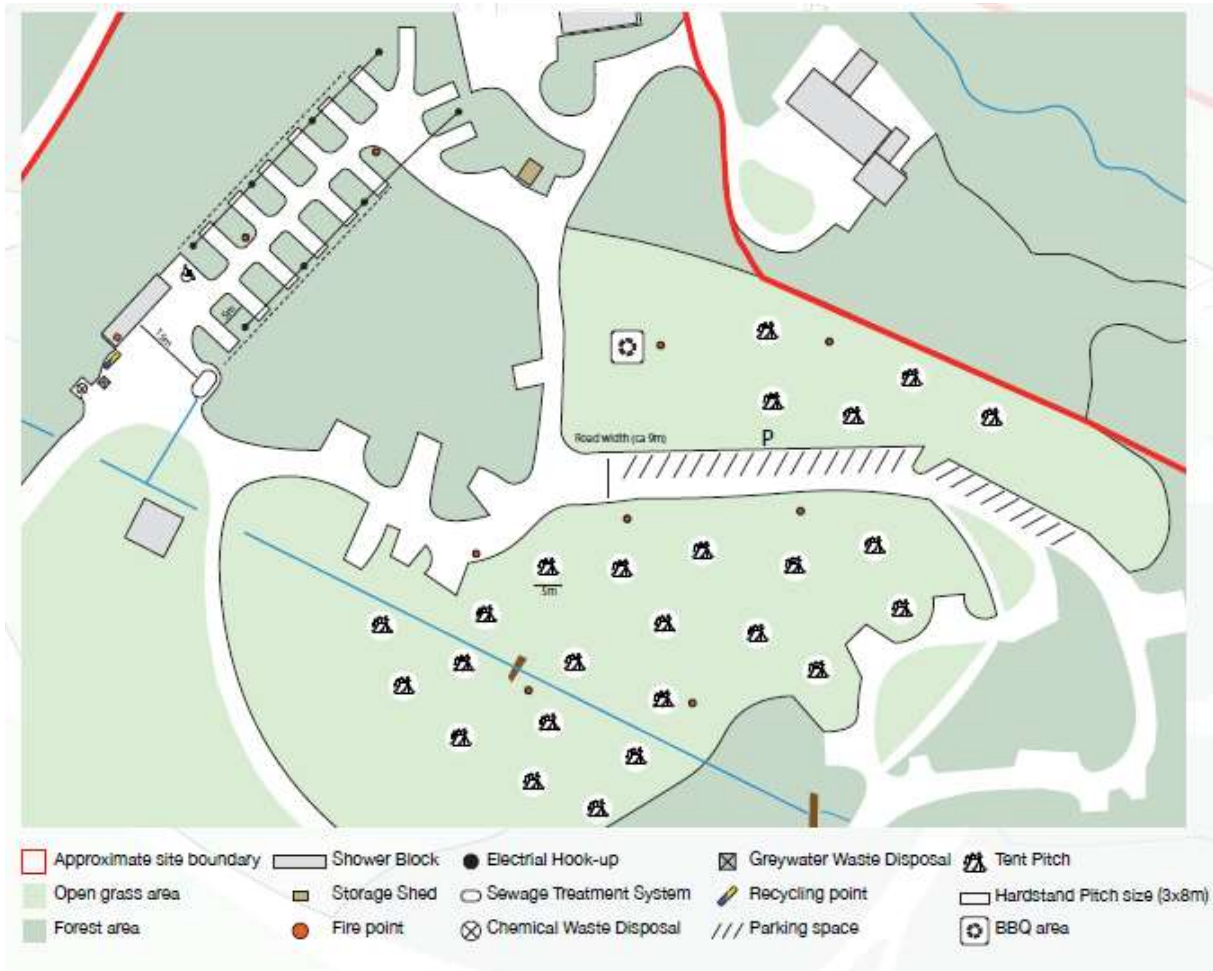 7.5m
5m
Road width (ca 9m)
P
5m
Approximate site boundary
Shower Block
Electrial Hook-up
Greywater Waste Disposal
Tent Pitch
Open grass area
Storage Shed
Sewage Treatment System
Recycling point
Hardstand Pitch size (3x8m)
Forest area
Fire point
Chemical Waste Disposal
Parking space
BBQ area